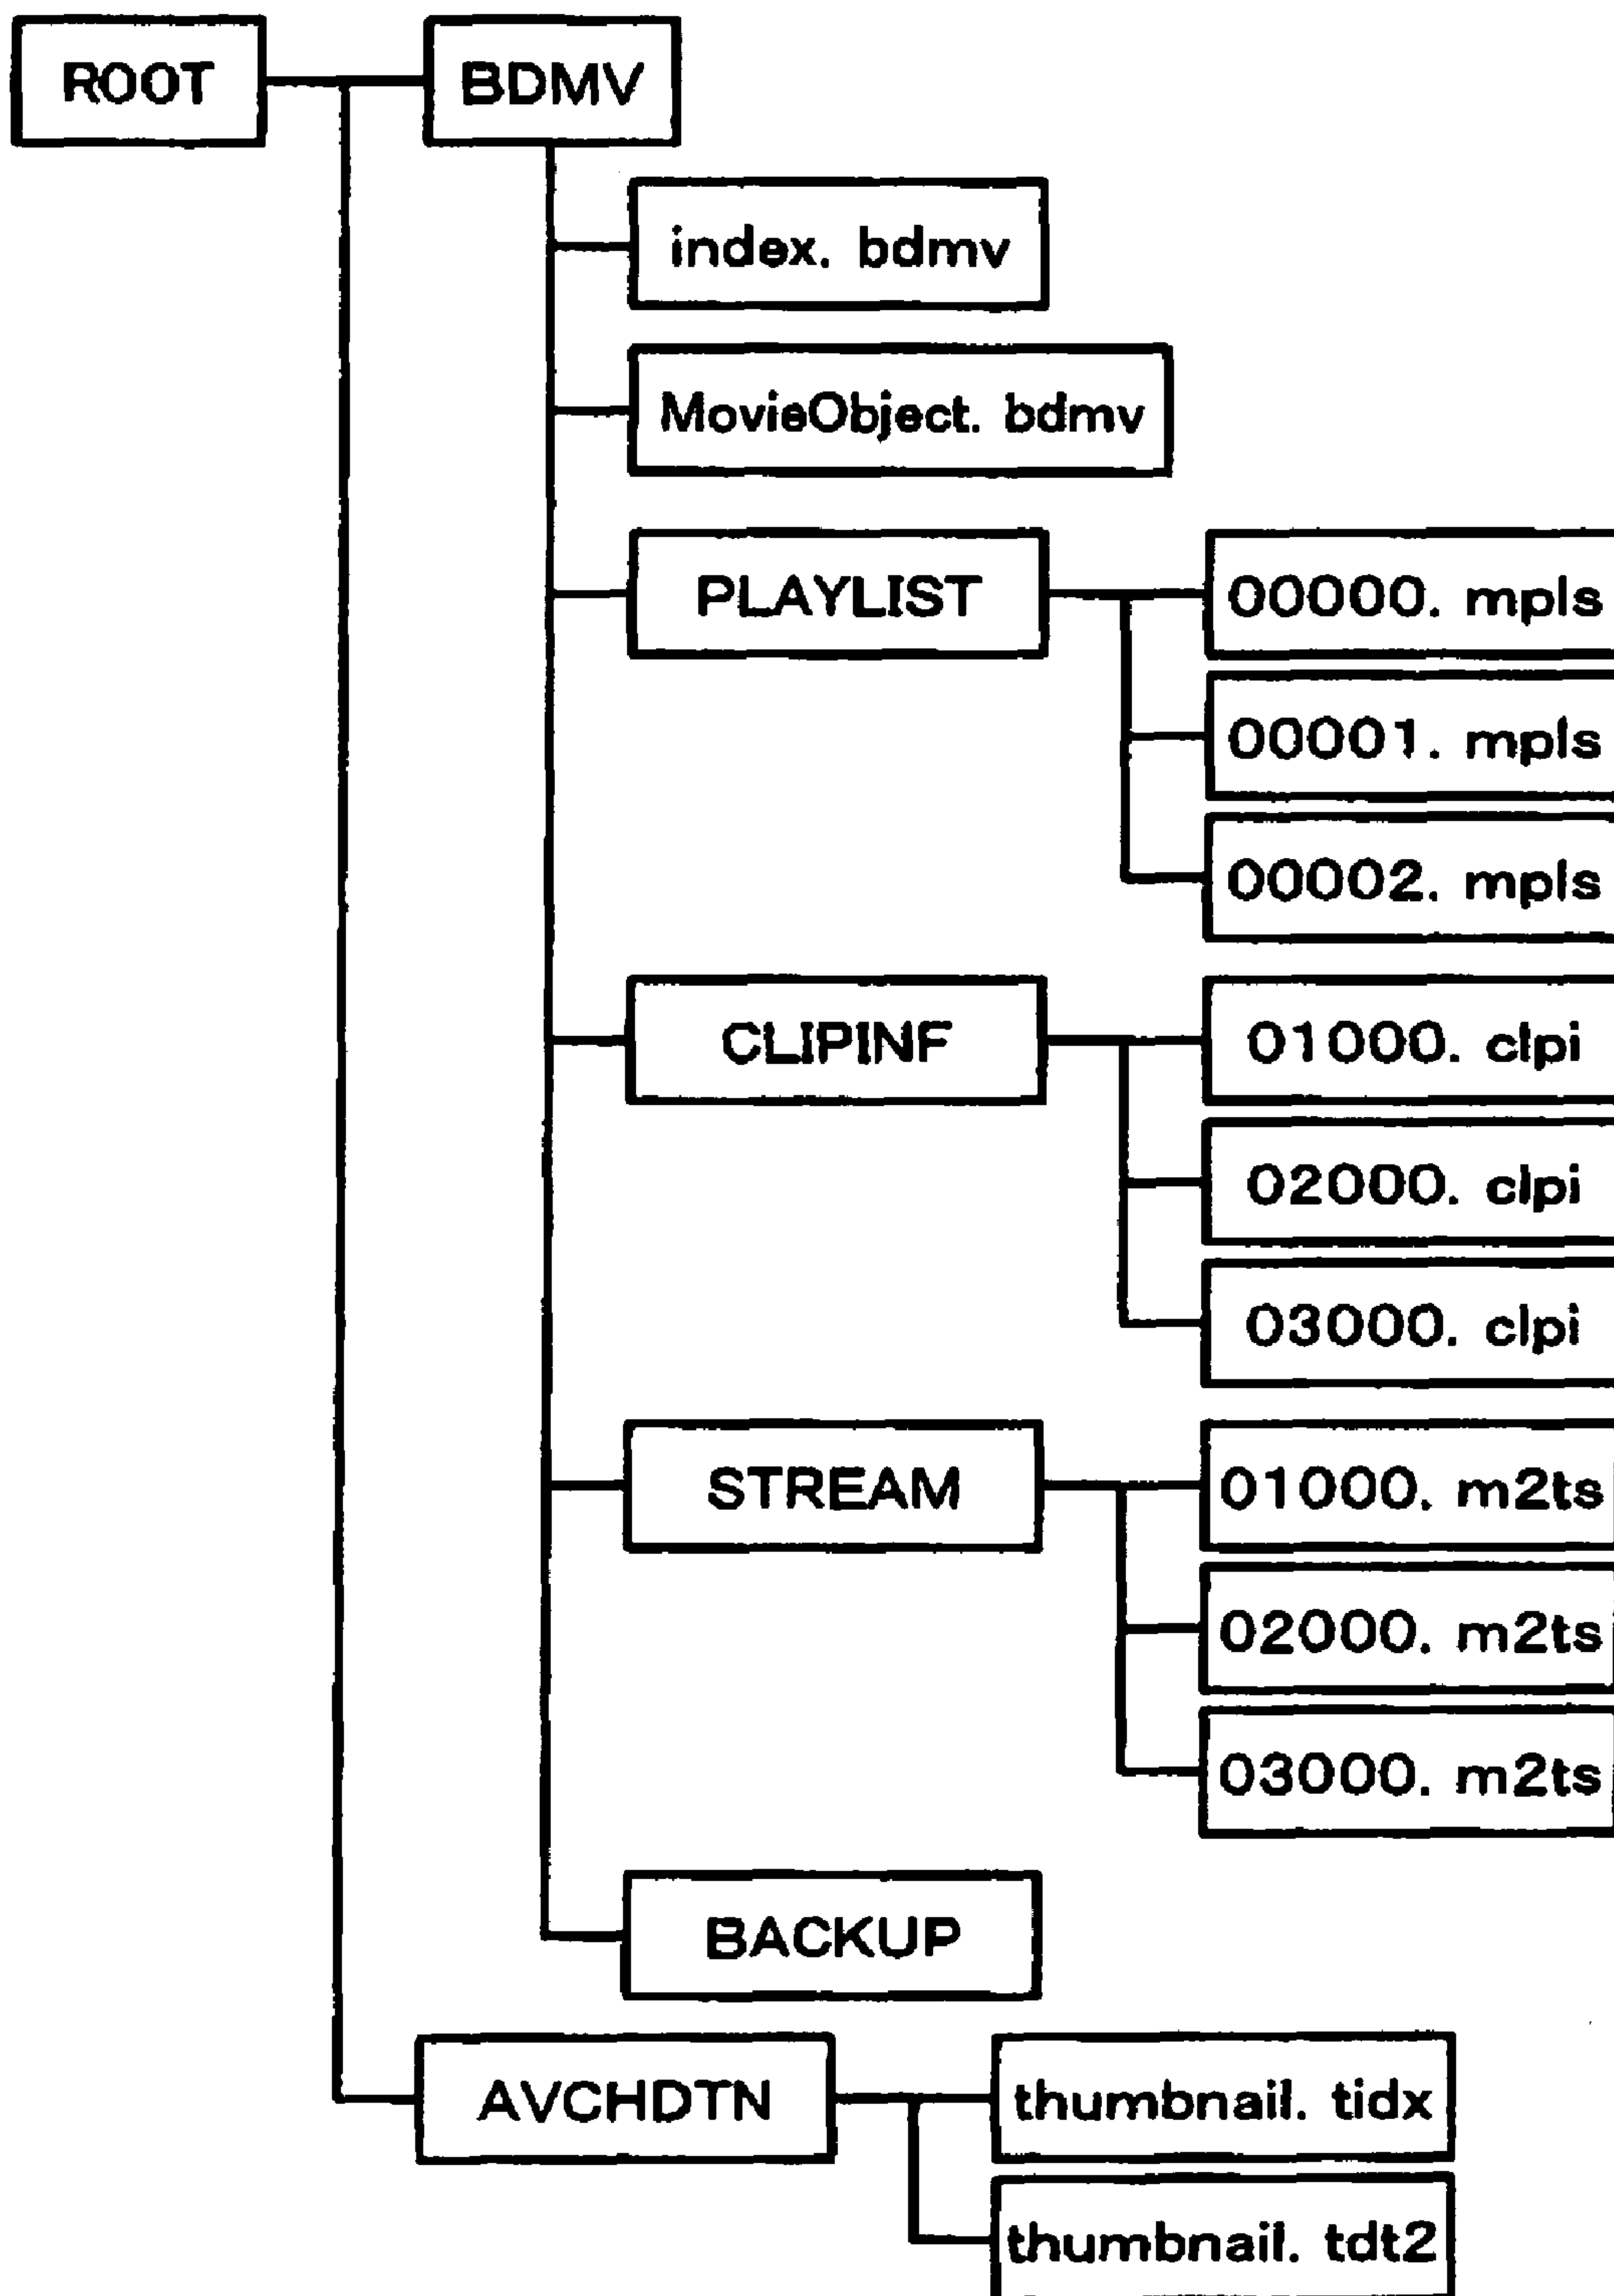 ROOT
BDMV
index. bdmv
MovieObject. bdmv
PLAYLIST
00000. mpls
00001. mpls
00002. mpls
CLIPINF
01000. clpi
02000. clpi
03000. clpi
STREAM
01000. m2ts
02000. m2ts
03000. m2ts
BACKUP
AVCHDTN
thumbnail. tidx
thumbnail. tdt2